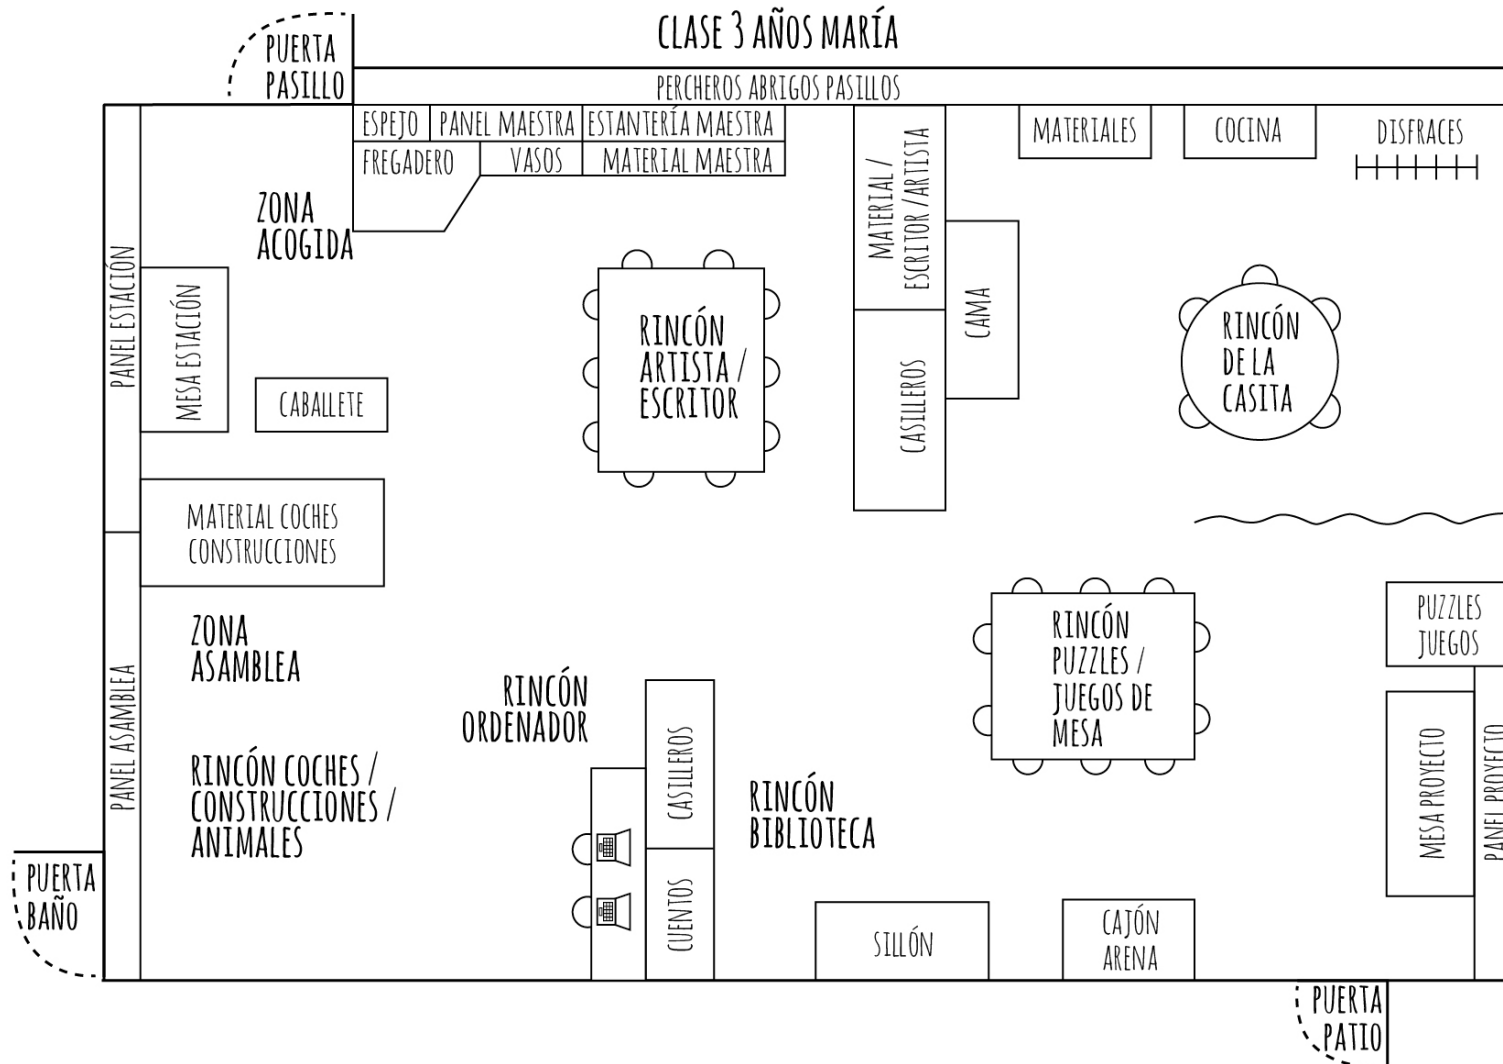 CLASE 3 AÑOS MARÍA
PUERTA
PASILLO
PERCHEROS ABRIGOS PASILLOS
ESPEJO
PANEL MAESTRA
ESTANTERÍA MAESTRA
FREGADERO
VASOS
MATERIAL MAESTRA
MATERIAL /
ESCRITOR /ARTISTA
MATERIALES
COCINA
DISFRACES
ZONA
ACOGIDA
PANEL ESTACIÓN
MESA ESTACIÓN
CABALLETE
RINCÓN
ARTISTA /
ESCRITOR
CAMA
CASILLEROS
RINCÓN
DE LA
CASITA
MATERIAL COCHES
CONSTRUCCIONES
ZONA
ASAMBLEA
PANEL ASAMBLEA
RINCÓN COCHES /
CONSTRUCCIONES /
ANIMALES
RINCÓN
ORDENADOR
CASILLEROS
CUENTOS
RINCÓN
BIBLIOTECA
RINCÓN
PUZZLES /
JUEGOS DE
MESA
PUZZLES
JUEGOS
MESA PROYECTO
PANEL PROYECTO
PUERTA
BAÑO
SILLÓN
CAJÓN
ARENA
PUERTA
PATIO